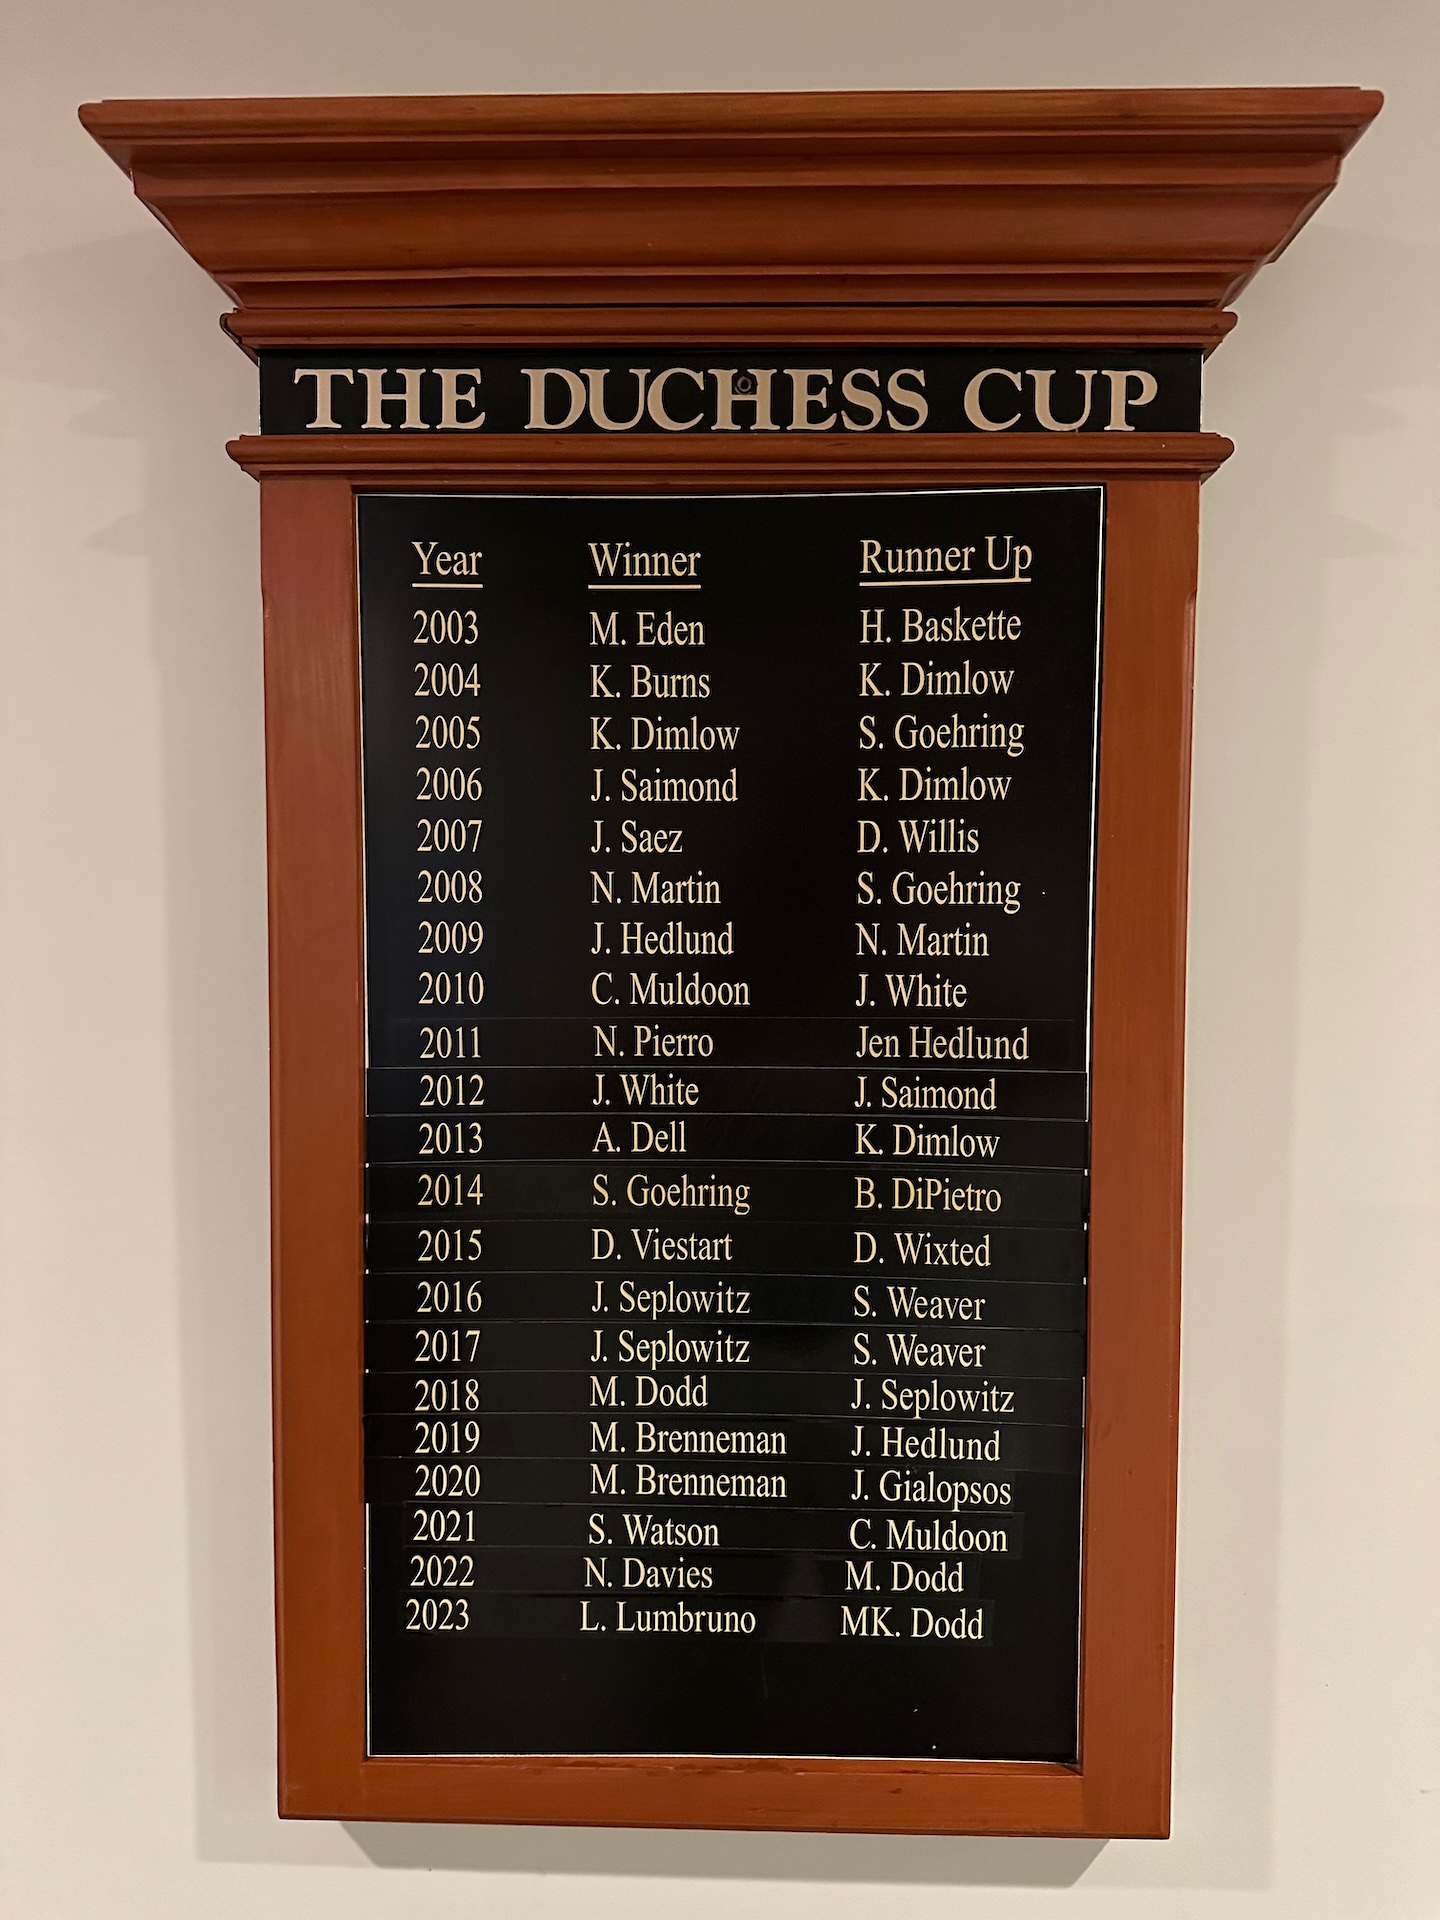 THE DUCHESS CUP
Year Winner Runner Up
2003 M. Eden H. Baskette
2004 K. Burns K. Dimlow
2005 K. Dimlow S. Goehring
2006 J. Saimond K. Dimlow
2007 J. Saez D. Willis
2008 N. Martin S. Goehring
2009 J. Hedlund N. Martin
2010 C. Muldoon J. White
2011 N. Pierro Jen Hedlund
2012 J. White J. Saimond
2013 A. Dell K. Dimlow
2014 S. Goehring B. DiPietro
2015 D. Viestart D. Wixted
2016 J. Seplowitz S. Weaver
2017 J. Seplowitz S. Weaver
2018 M. Dodd J. Seplowitz
2019 M. Brenneman J. Hedlund
2020 M. Brenneman J. Gialopsos
2021 S. Watson C. Muldoon
2022 N. Davies M. Dodd
2023 L. Lumbruno MK. Dodd